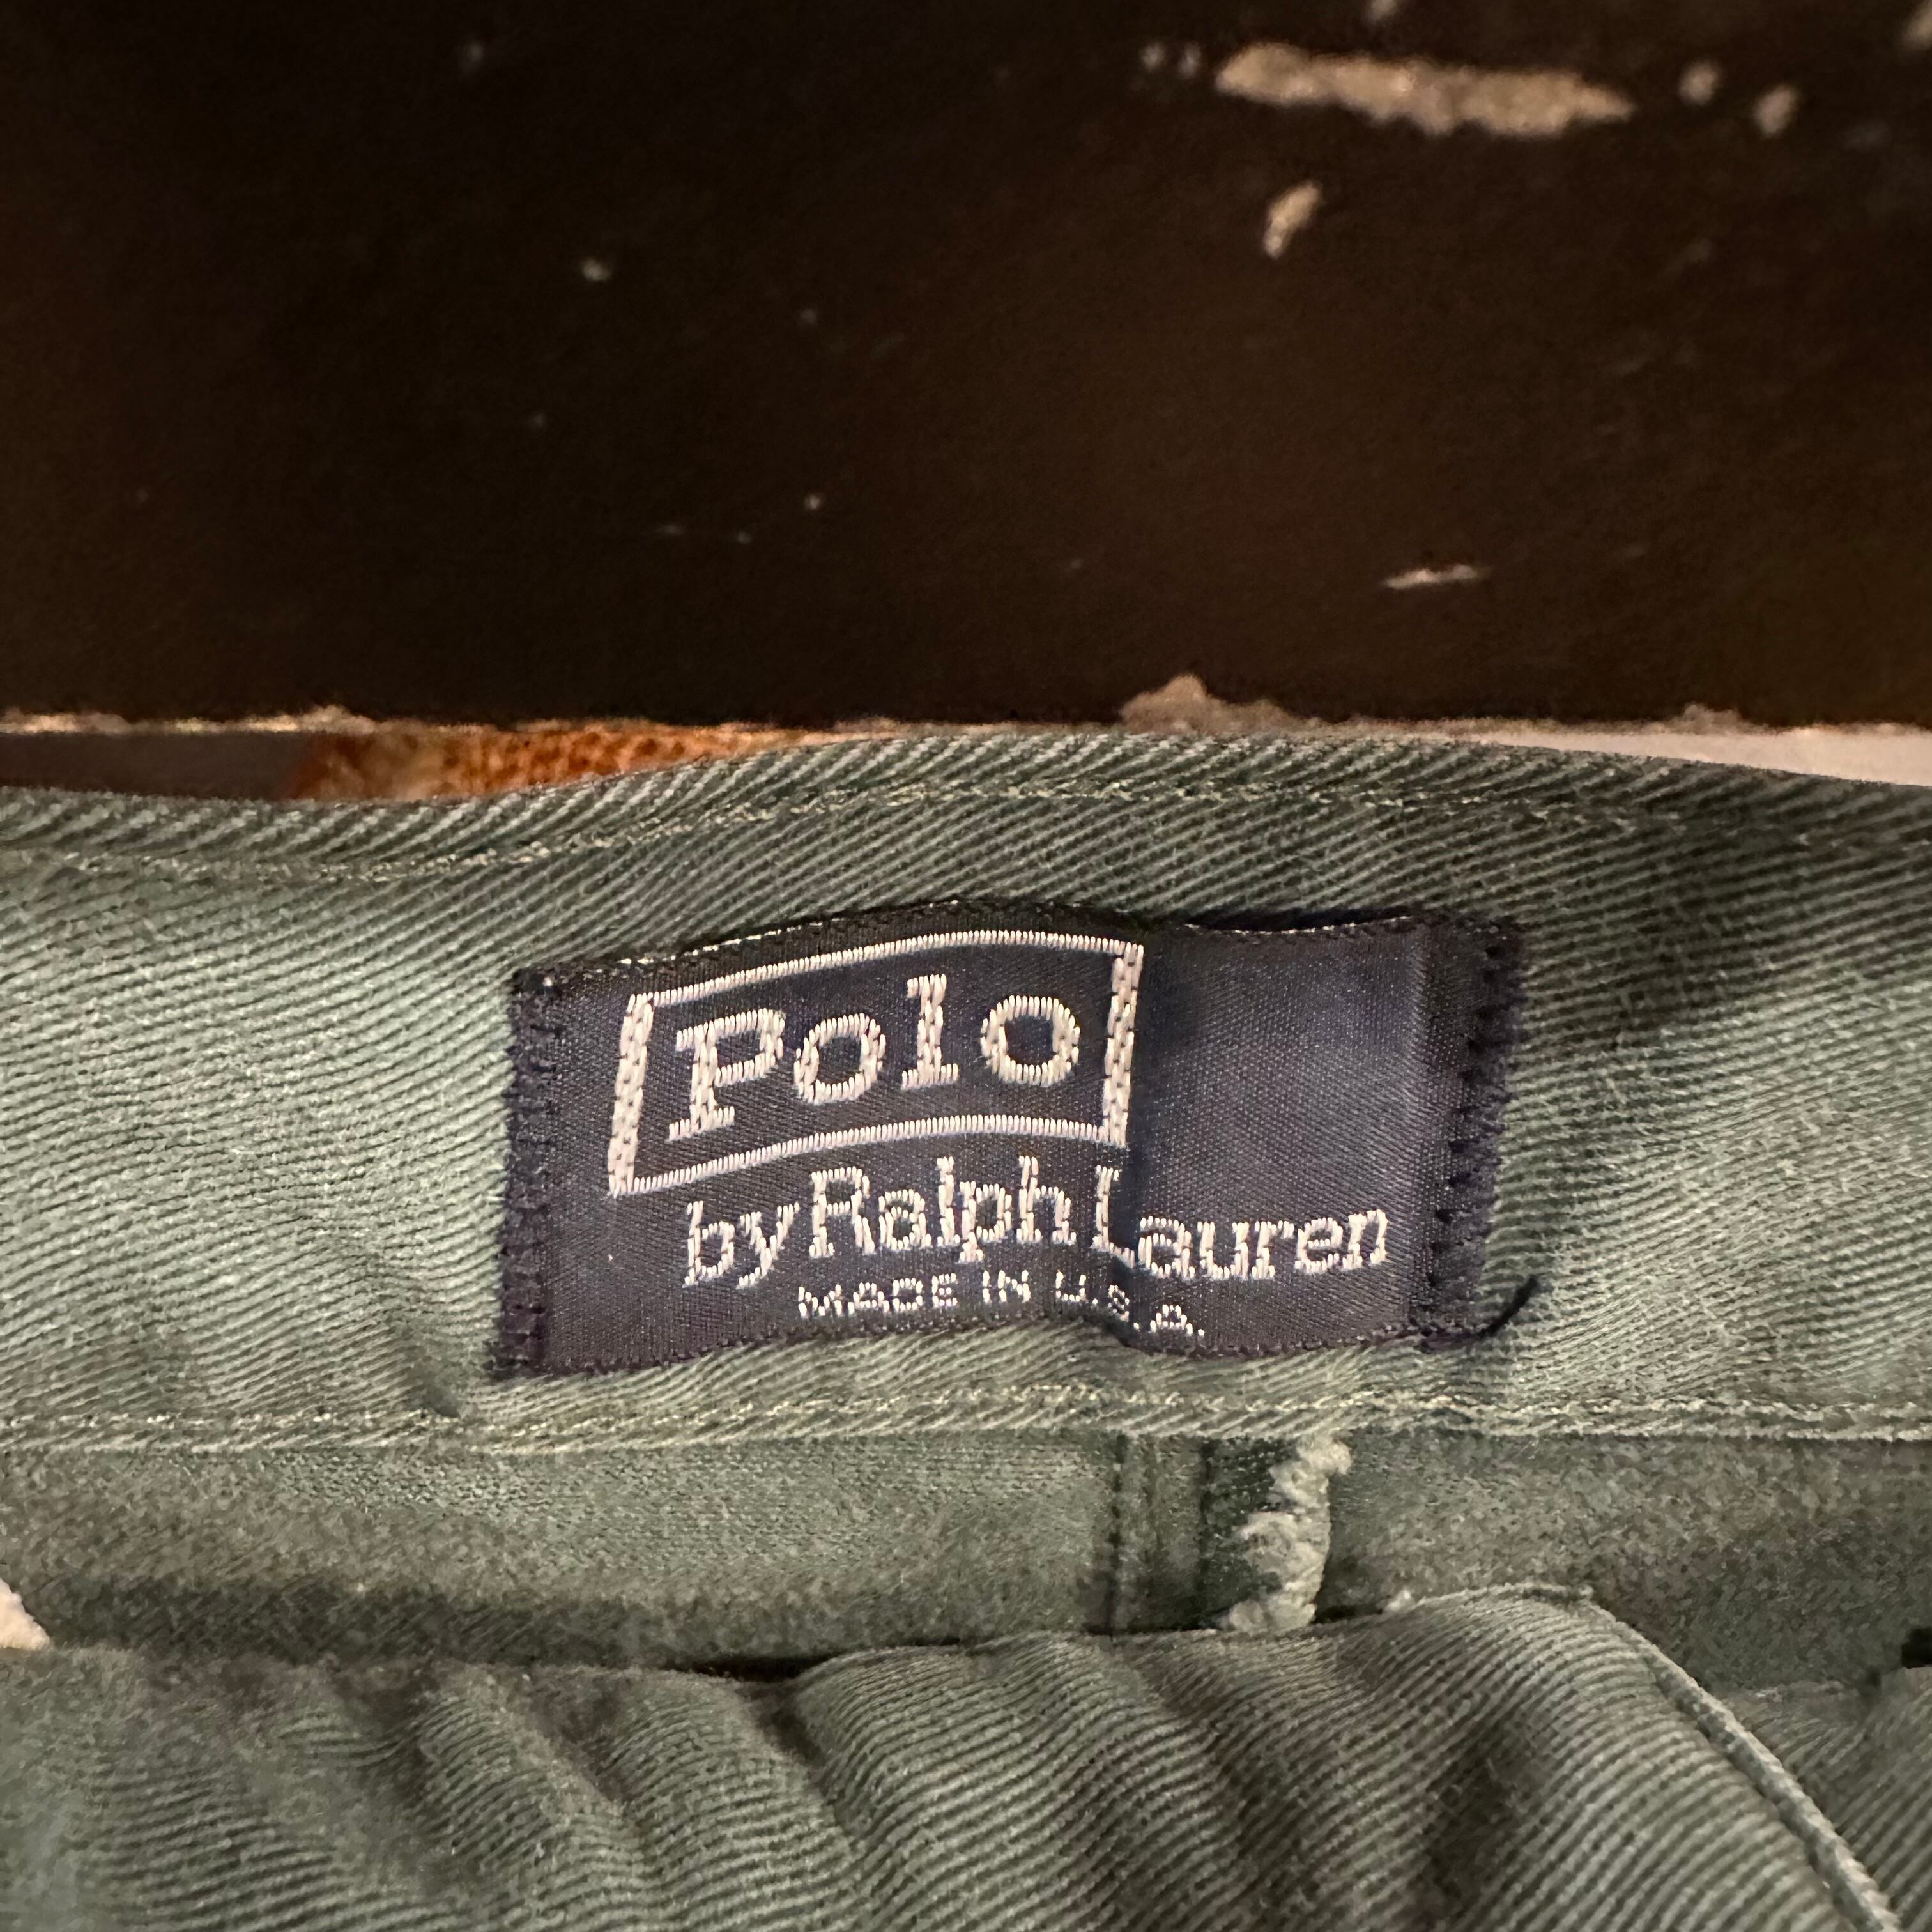 Polo
by Ralph Lauren
MADE IN U.S.A.